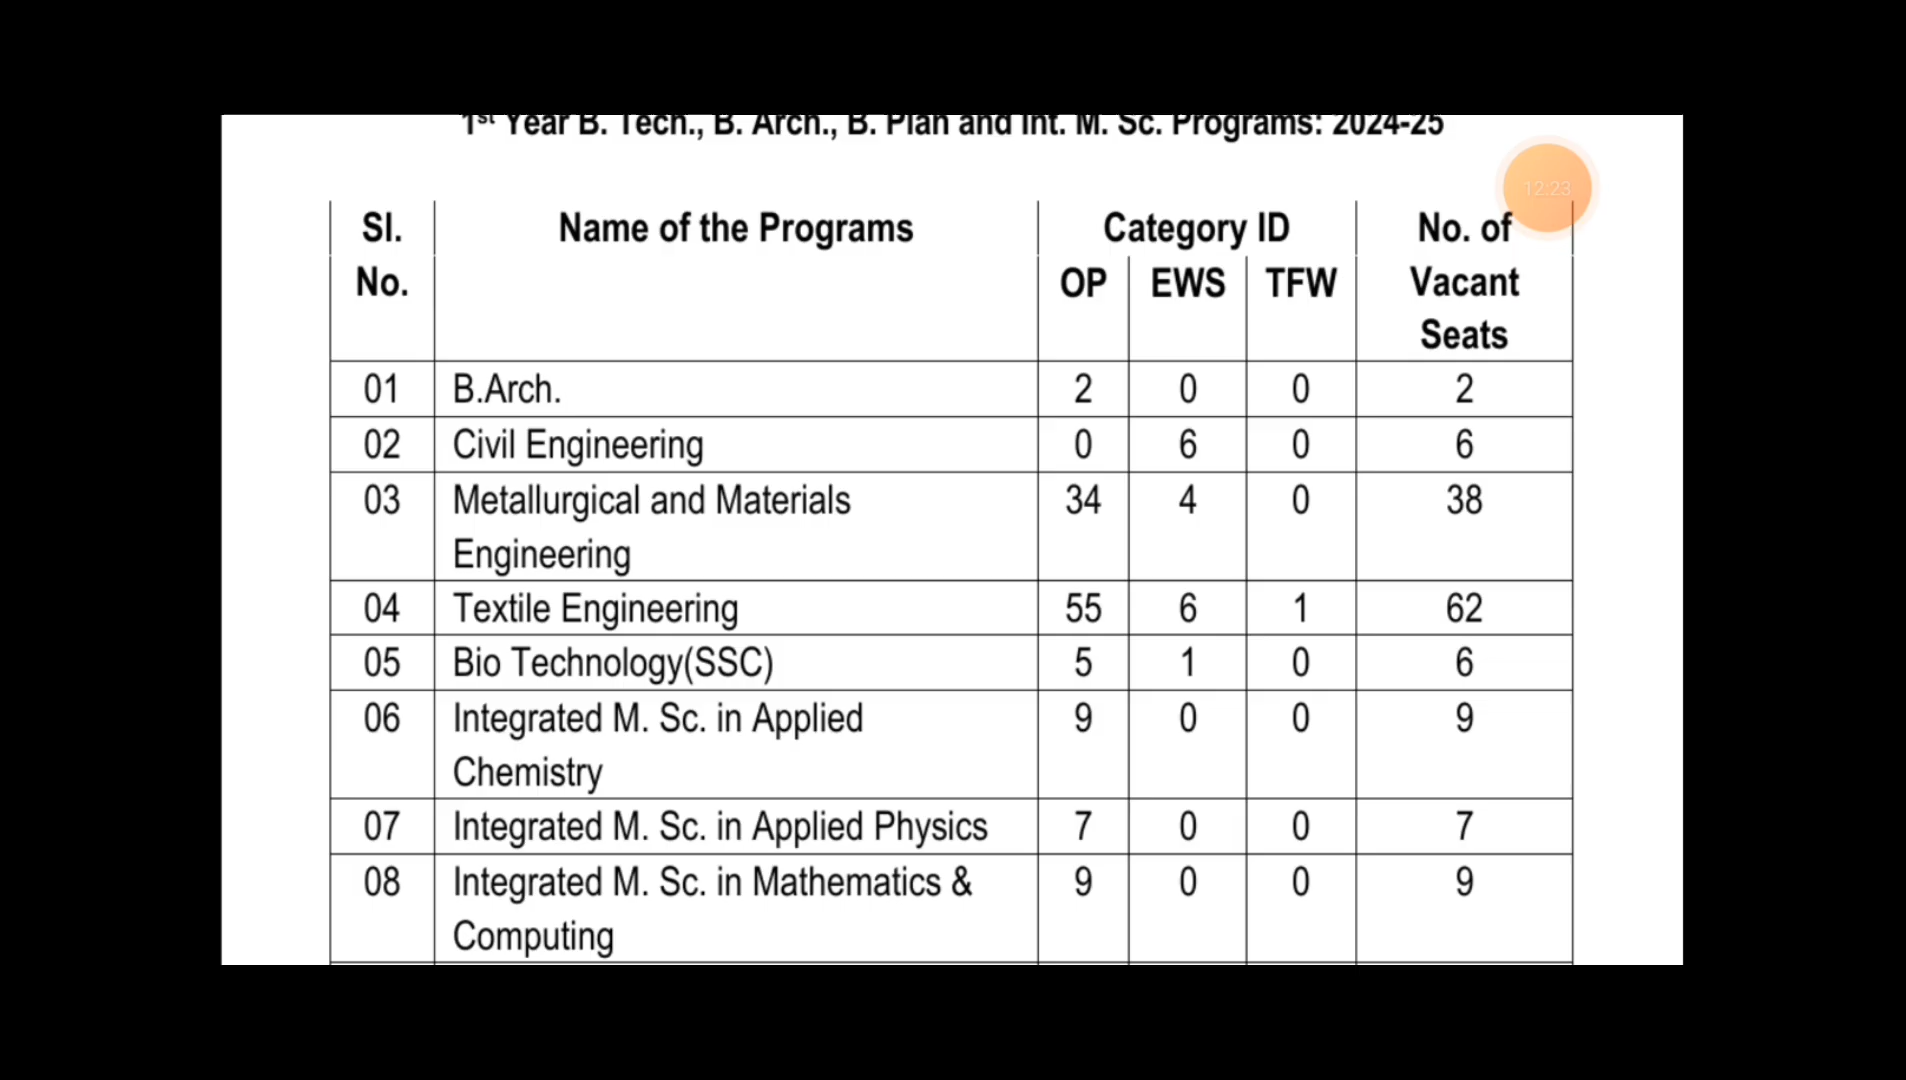 1st Year B. Tech., B. Arch., B. Plan and Int. M. Sc. Programs: 2024-25
12:23
Sl. No. Name of the Programs Category ID No. of Vacant Seats
OP EWS TFW
01 B.Arch. 2 0 0 2
02 Civil Engineering 0 6 0 6
03 Metallurgical and Materials 34 4 0 38
Engineering
04 Textile Engineering 55 6 1 62
05 Bio Technology(SSC) 5 1 0 6
06 Integrated M. Sc. in Applied 9 0 0 9
Chemistry
07 Integrated M. Sc. in Applied Physics 7 0 0 7
08 Integrated M. Sc. in Mathematics & 9 0 0 9
Computing